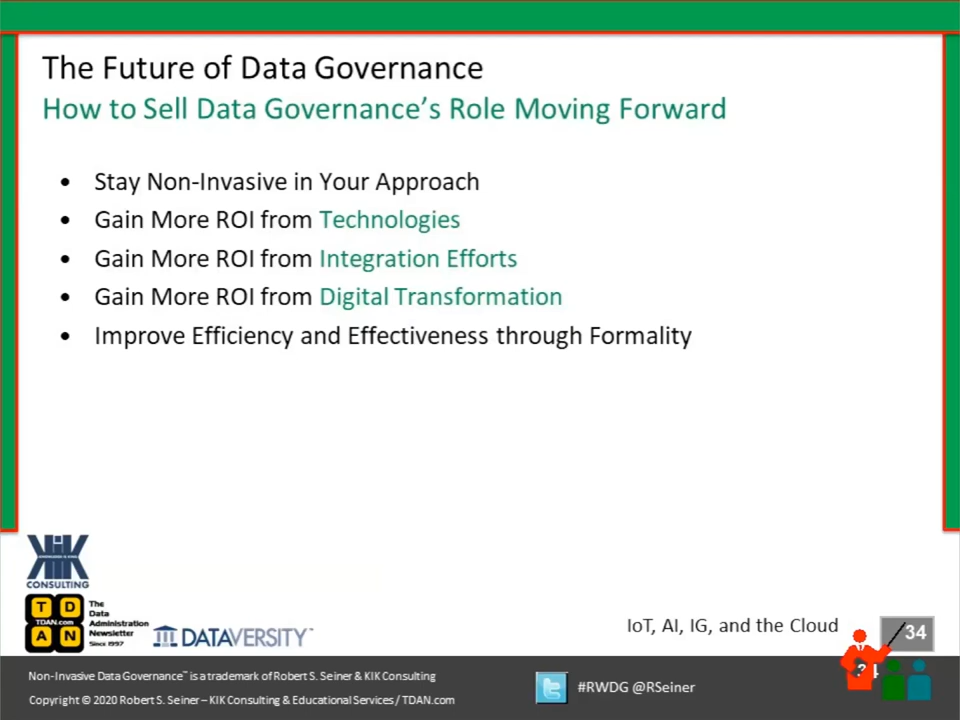 The Future of Data Governance
How to Sell Data Governance’s Role Moving Forward
• Stay Non-Invasive in Your Approach
• Gain More ROI from Technologies
• Gain More ROI from Integration Efforts
• Gain More ROI from Digital Transformation
• Improve Efficiency and Effectiveness through Formality
KIK
CONSULTING
T D
TDAN.com
A N
The
Data
Administration
Newsletter
Since 1997
DATAVERSITY™
IoT, AI, IG, and the Cloud
34
34
Non-Invasive Data Governance™ is a trademark of Robert S. Seiner & KIK Consulting
Copyright © 2020 Robert S. Seiner – KIK Consulting & Educational Services / TDAN.com
#RWDG @RSeiner